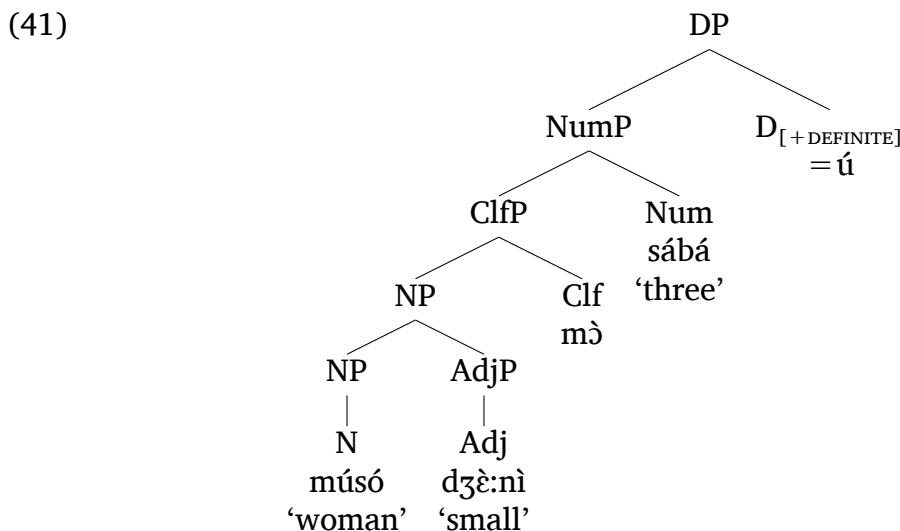 (41) DP
NumP D[+DEFINITE]
=ú
ClfP Num
sábá
‘three’
NP Clf
mɔ̀
NP AdjP
N Adj
músó dʒɛ̀:nì
‘woman’ ‘small’